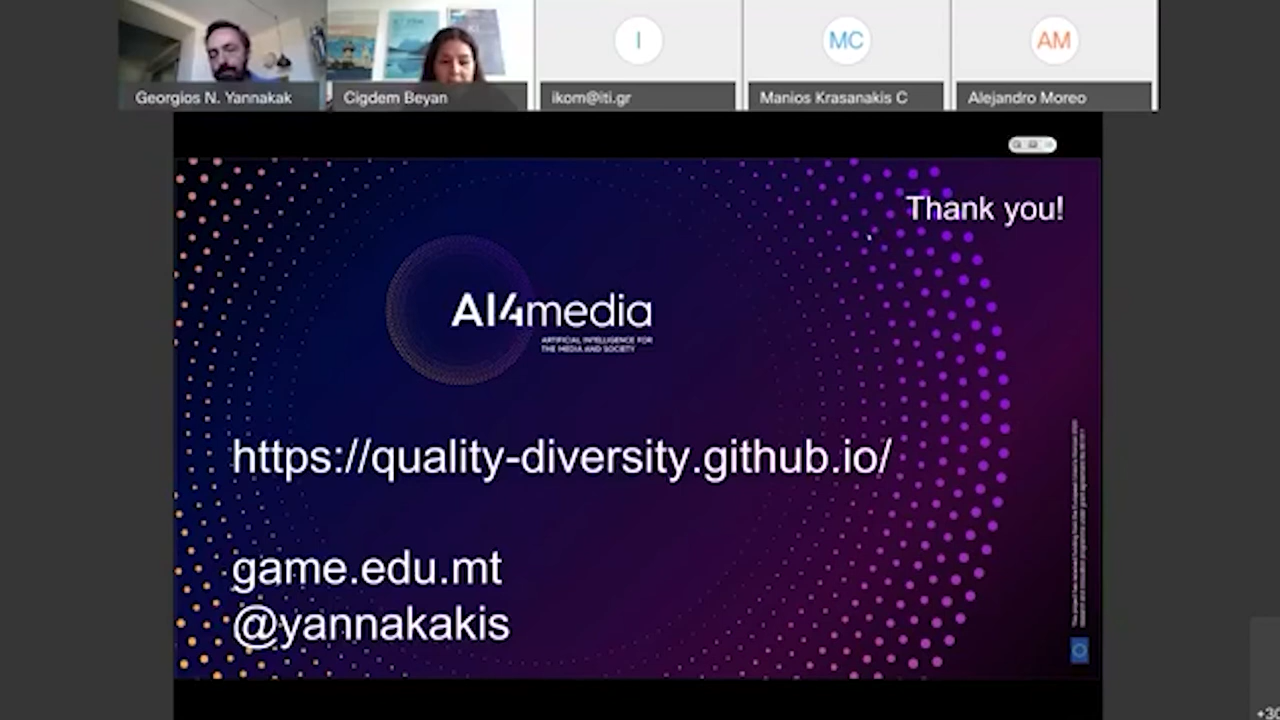 Georgios N. Yannakak
Cigdem Beyan
I
ikom@iti.gr
MC
Manios Krasanakis C
AM
Alejandro Moreo
Thank you!
AI4media
ARTIFICIAL INTELLIGENCE FOR
THE MEDIA AND SOCIETY
https://quality-diversity.github.io/
game.edu.mt
@yannakakis